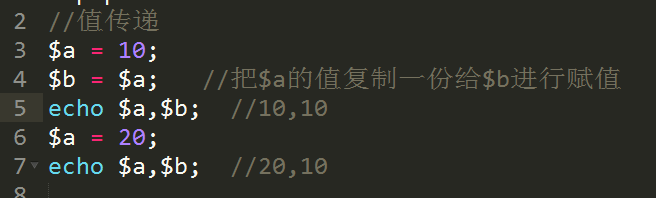 2 //值传递
3 $a = 10;
4 $b = $a; //把$a的值复制一份给$b进行赋值
5 echo $a,$b; //10,10
6 $a = 20;
7 echo $a,$b; //20,10
8